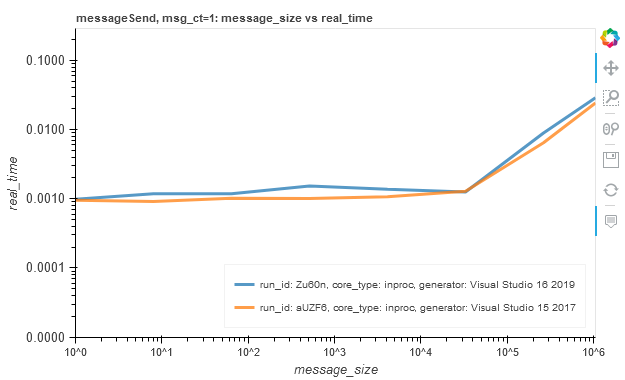 messageSend, msg_ct=1: message_size vs real_time
0.1000
0.0100
0.0010
0.0001
0.0000
real_time
run_id: Zu60n, core_type: inproc, generator: Visual Studio 16 2019
run_id: aUZF6, core_type: inproc, generator: Visual Studio 15 2017
10^0 10^1 10^2 10^3 10^4 10^5 10^6
message_size